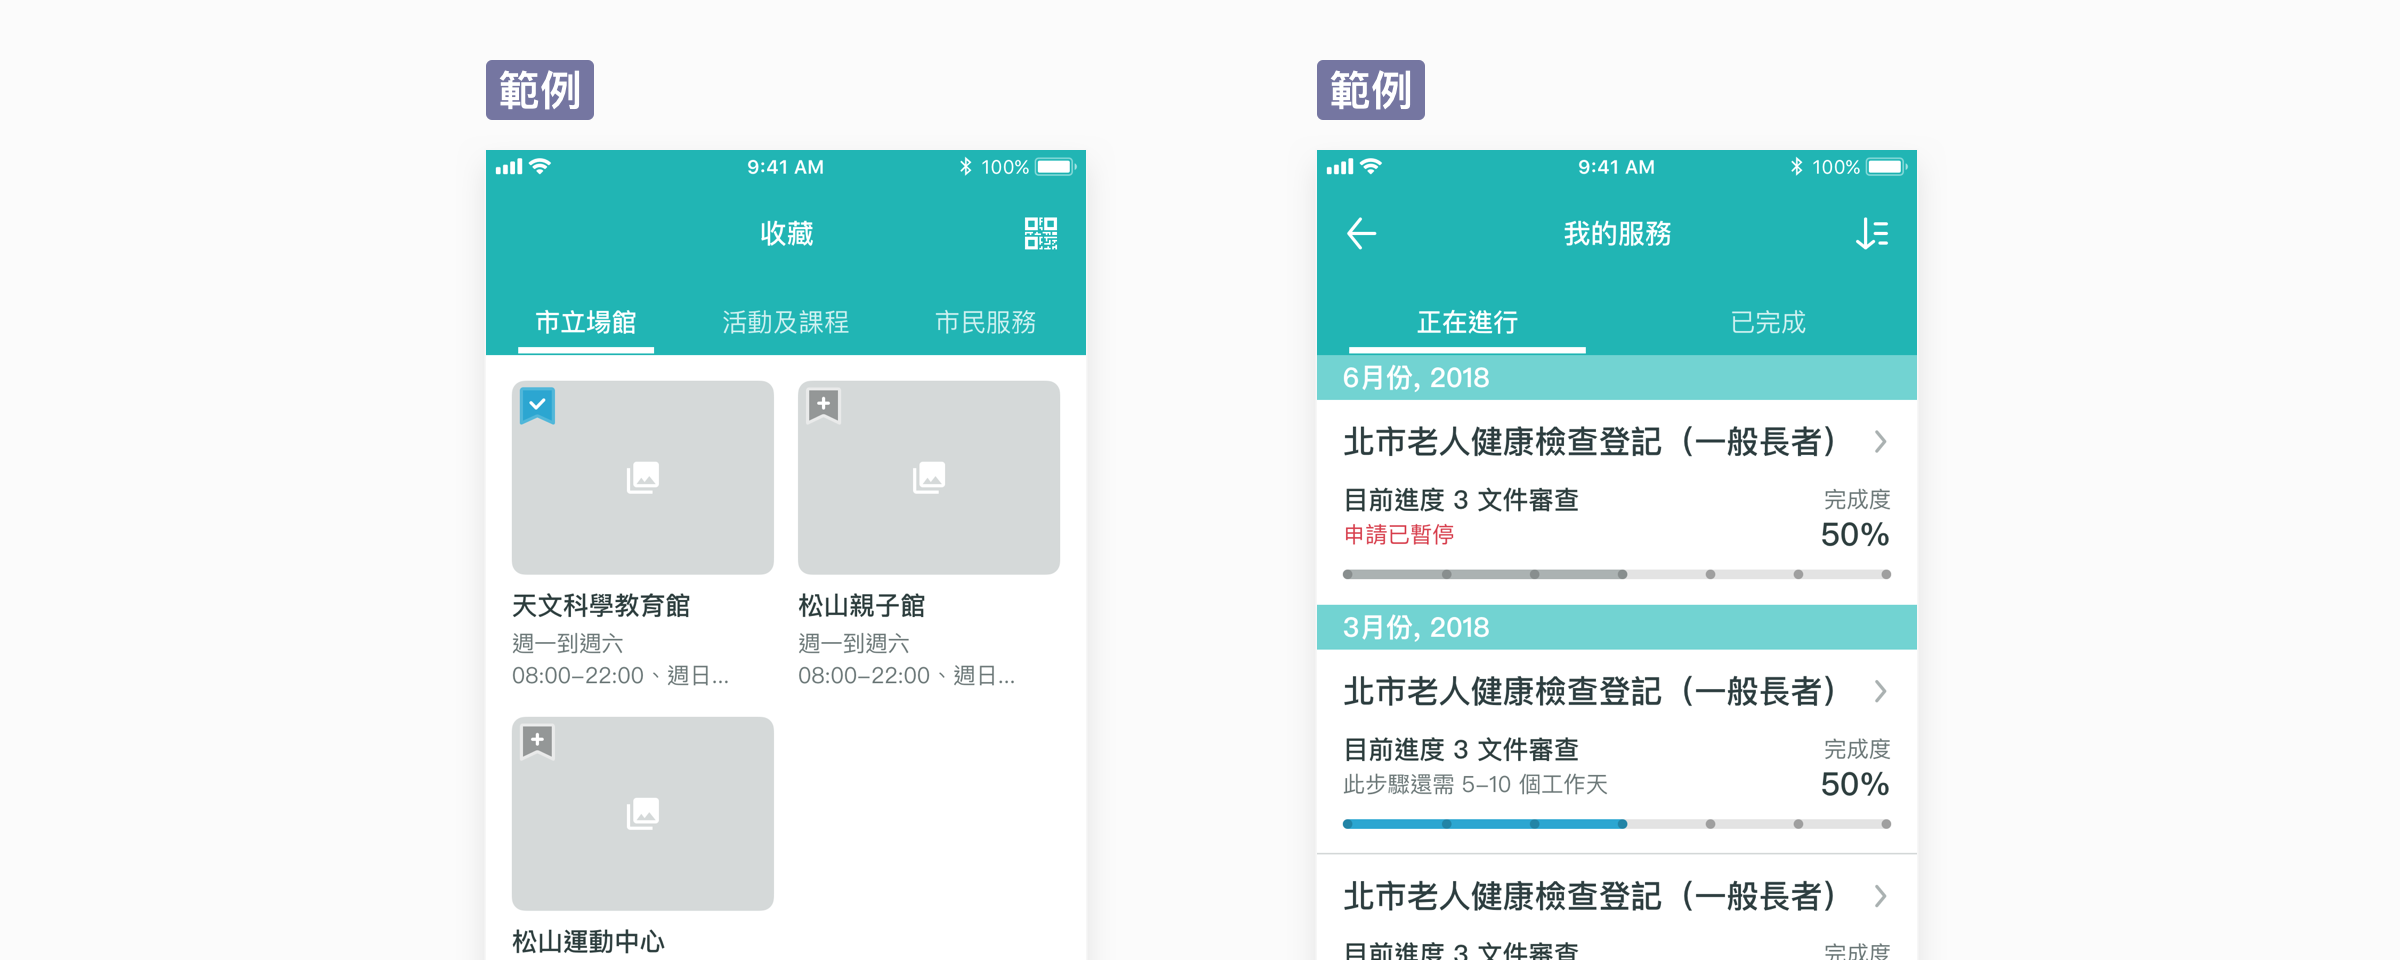 範例
9:41 AM
100%
收藏
市立場館
活動及課程
市民服務
天文科學教育館
週一到週六
08:00–22:00、週日...
松山親子館
週一到週六
08:00–22:00、週日...
松山運動中心
範例
9:41 AM
100%
我的服務
正在進行
已完成
6月份, 2018
北市老人健康檢查登記（一般長者）
目前進度 3 文件審查
完成度
申請已暫停
50%
3月份, 2018
北市老人健康檢查登記（一般長者）
目前進度 3 文件審查
完成度
此步驟還需 5–10 個工作天
50%
北市老人健康檢查登記（一般長者）
目前進度 3 文件審查
完成度